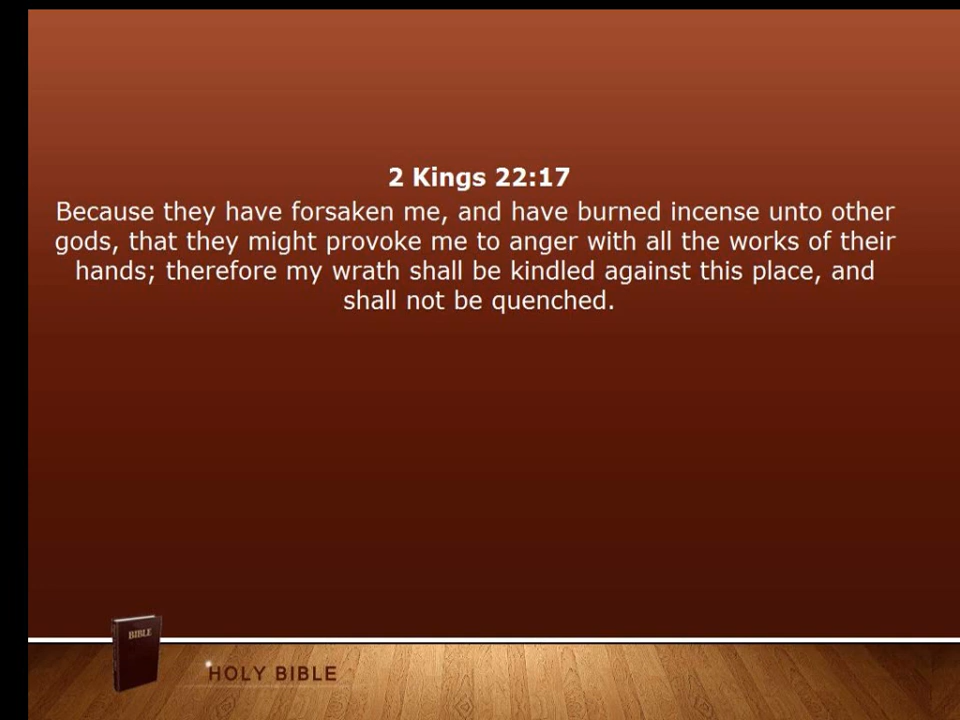 2 Kings 22:17
Because they have forsaken me, and have burned incense unto other
gods, that they might provoke me to anger with all the works of their
hands; therefore my wrath shall be kindled against this place, and
shall not be quenched.
BIBLE
HOLY BIBLE